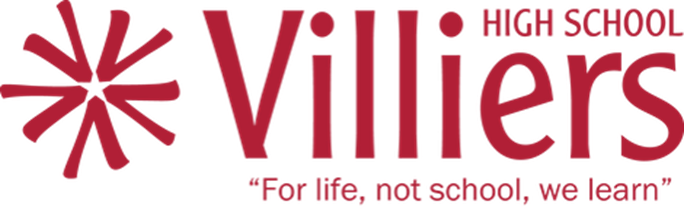 HIGH SCHOOL
Villiers
“For life, not school, we learn”